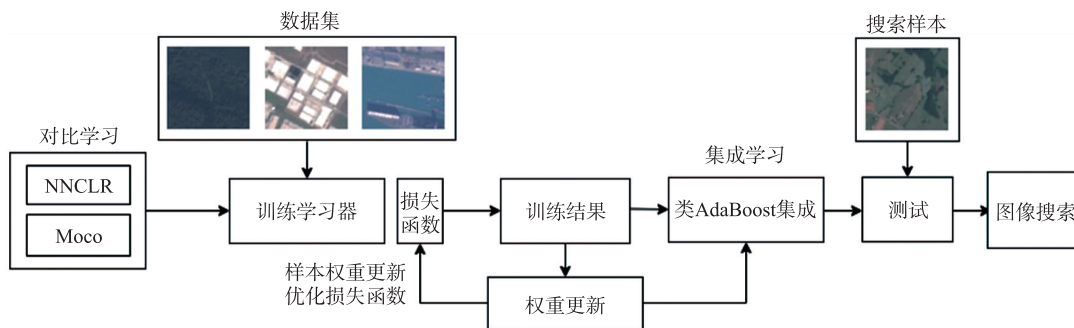 数据集
搜索样本
对比学习
NNCLR
Moco
训练学习器
损失
函数
训练结果
集成学习
类AdaBoost集成
测试
图像搜索
样本权重更新
优化损失函数
权重更新